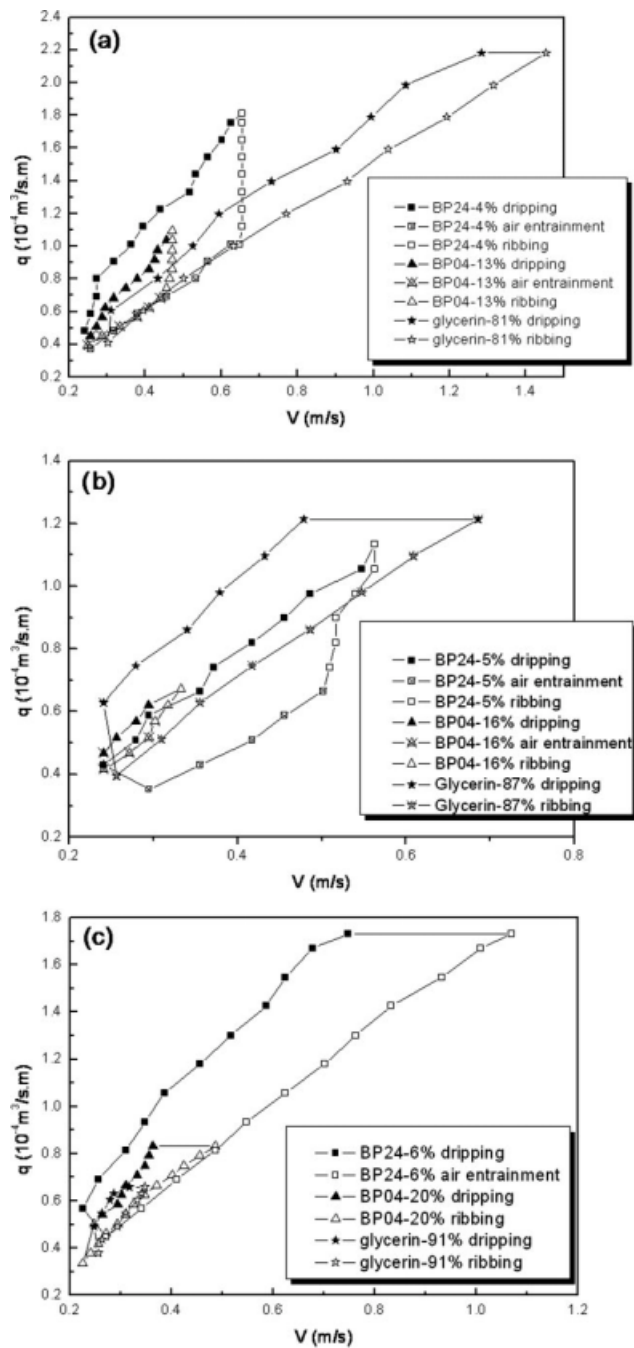 (a)
2.4
2.2
2.0
1.8
1.6
1.4
1.2
1.0
0.8
0.6
0.4
0.2
q (10⁻⁴m³/s.m)
BP24-4% dripping
BP24-4% air entrainment
BP24-4% ribbing
BP04-13% dripping
BP04-13% air entrainment
BP04-13% ribbing
glycerin-81% dripping
glycerin-81% ribbing
0.2 0.4 0.6 0.8 1.0 1.2 1.4
V (m/s)
(b)
1.4
1.2
1.0
0.8
0.6
0.4
0.2
q (10⁻⁴m³/s.m)
BP24-5% dripping
BP24-5% air entrainment
BP24-5% ribbing
BP04-16% dripping
BP04-16% air entrainment
BP04-16% ribbing
Glycerin-87% dripping
Glycerin-87% ribbing
0.2 0.4 0.6 0.8
V (m/s)
(c)
1.8
1.6
1.4
1.2
1.0
0.8
0.6
0.4
0.2
q (10⁻⁴m³/s.m)
BP24-6% dripping
BP24-6% air entrainment
BP04-20% dripping
BP04-20% ribbing
glycerin-91% dripping
glycerin-91% ribbing
0.2 0.4 0.6 0.8 1.0 1.2
V (m/s)